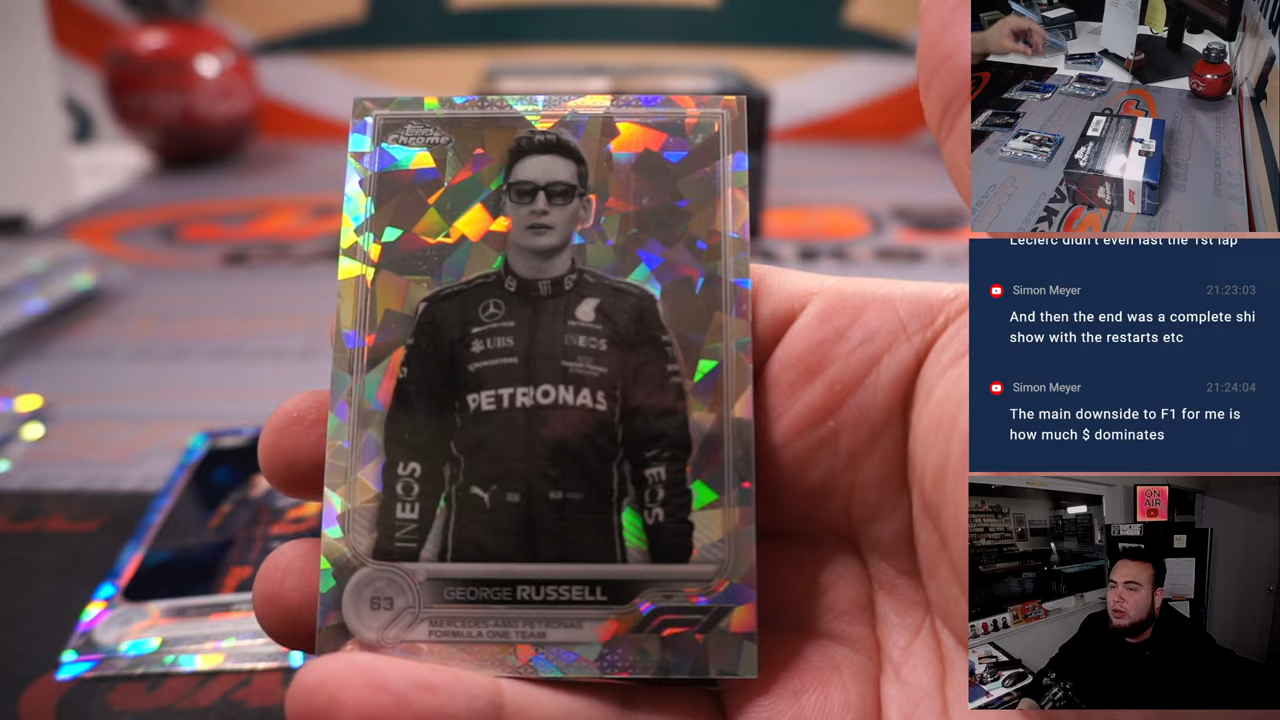 TOPPS
Chrome
UBS
INEOS
PETRONAS
INEOS
INEOS
63
GEORGE RUSSELL
MERCEDES-AMG PETRONAS
FORMULA ONE TEAM
Leclerc didn't even last the 1st lap
Simon Meyer 21:23:03
And then the end was a complete shi
show with the restarts etc
Simon Meyer 21:24:04
The main downside to F1 for me is
how much $ dominates
ON
AIR